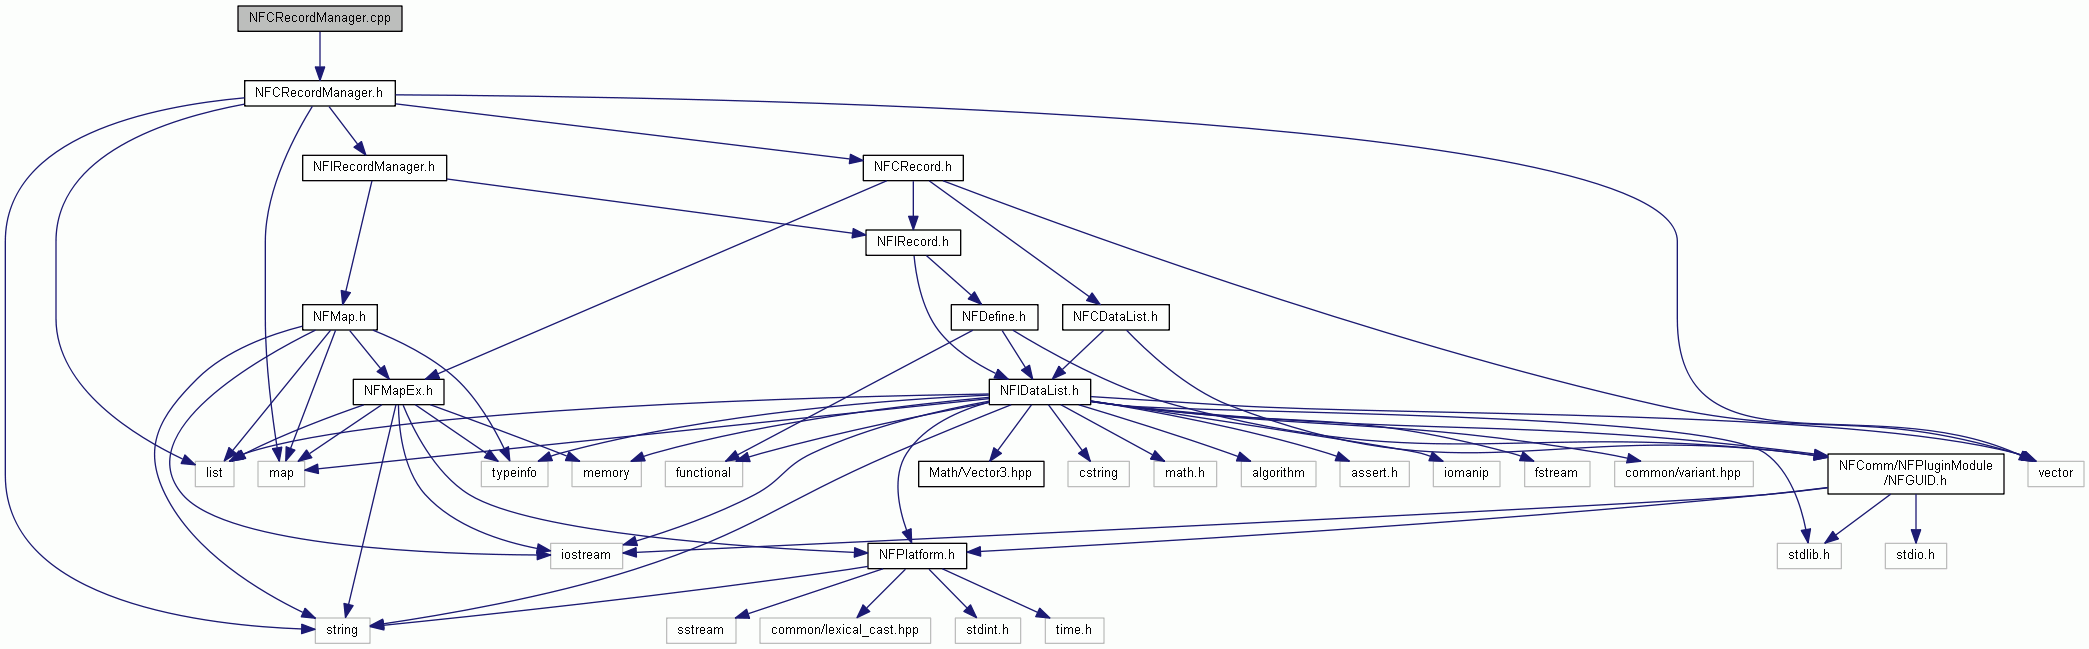 NFCRecordManager.cpp
NFCRecordManager.h
NFIRecordManager.h
NFCRecord.h
NFIRecord.h
NFMap.h
NFDefine.h
NFCDataList.h
NFMapEx.h
NFIDataList.h
list
map
typeinfo
memory
functional
Math/Vector3.hpp
cstring
math.h
algorithm
assert.h
iomanip
fstream
common/variant.hpp
NFComm/NFPluginModule
/NFGUID.h
vector
iostream
NFPlatform.h
stdlib.h
stdio.h
string
sstream
common/lexical_cast.hpp
stdint.h
time.h